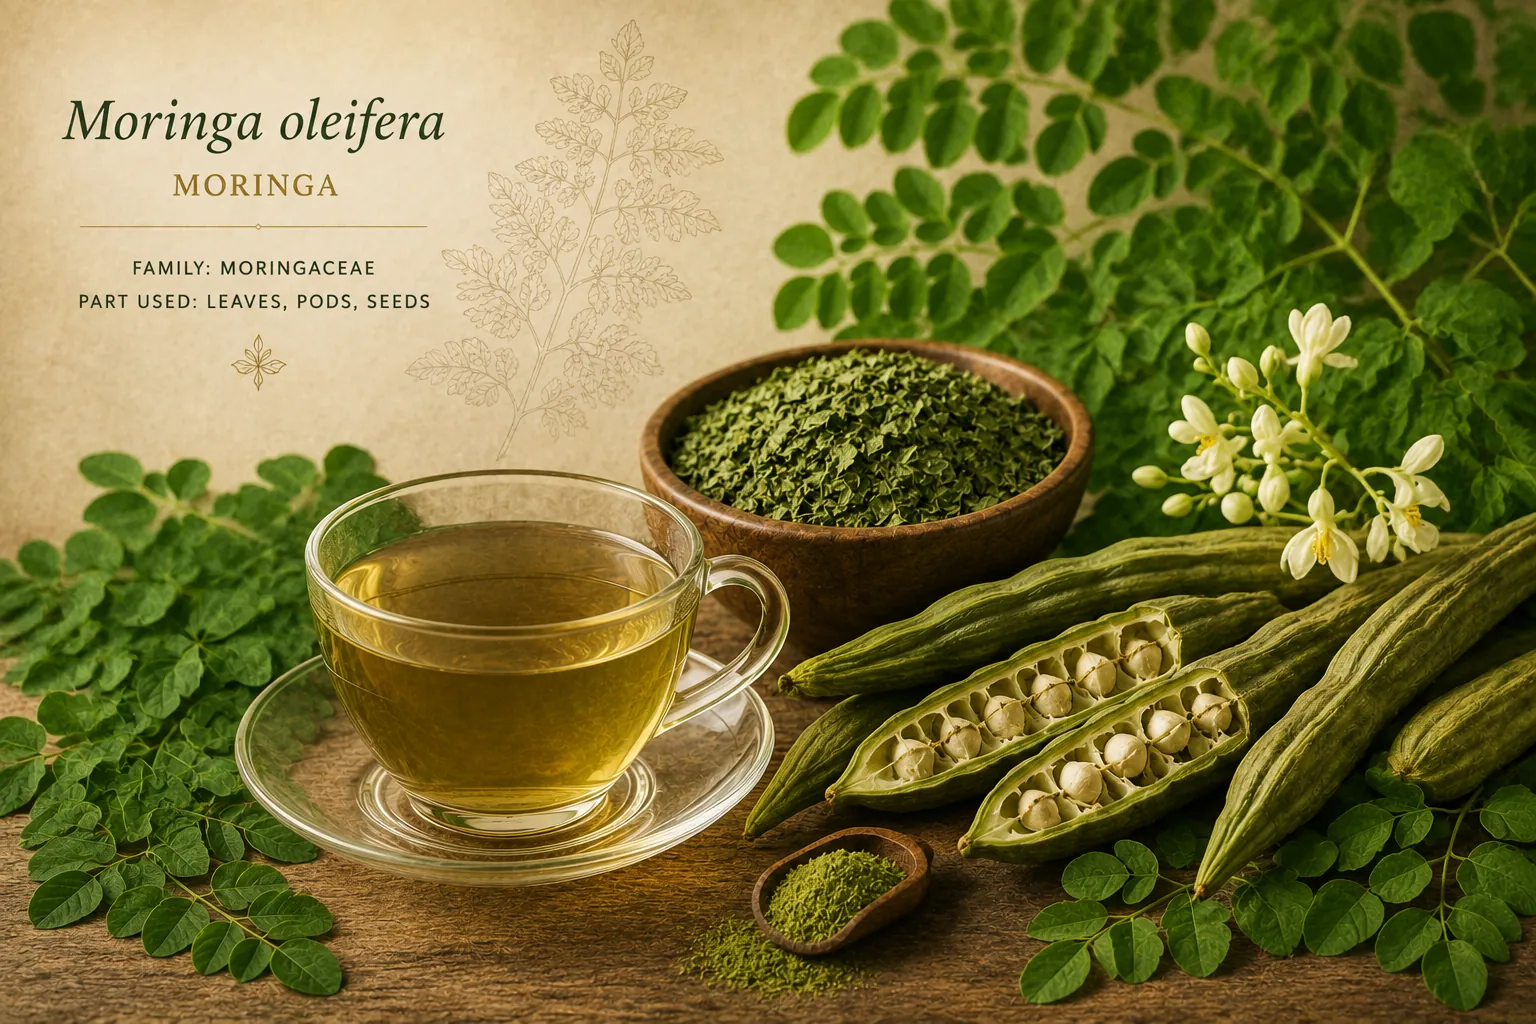 Moringa oleifera
MORINGA
FAMILY: MORINGACEAE
PART USED: LEAVES, PODS, SEEDS